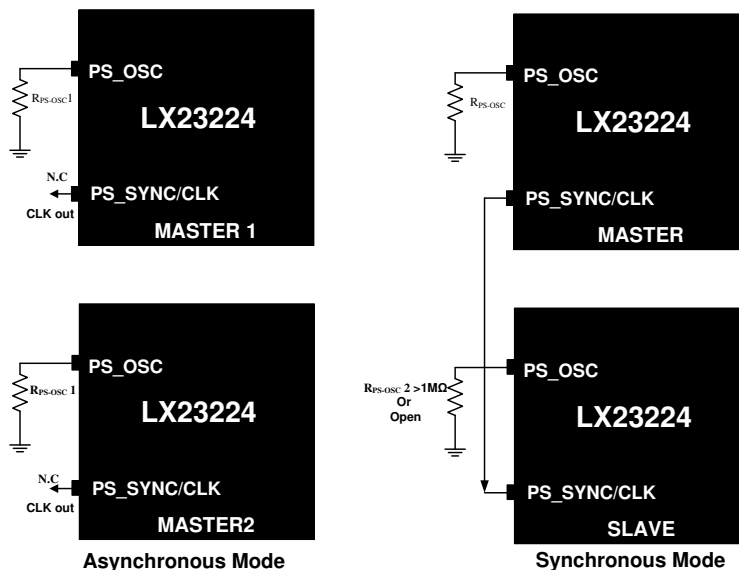 PS_OSC
RPS-OSC1
LX23224
N.C
PS_SYNC/CLK
CLK out
MASTER 1
PS_OSC
RPS-OSC 1
LX23224
N.C
PS_SYNC/CLK
CLK out
MASTER2
Asynchronous Mode
PS_OSC
RPS-OSC
LX23224
PS_SYNC/CLK
MASTER
PS_OSC
RPS-OSC 2 >1MΩ
Or
Open
LX23224
PS_SYNC/CLK
SLAVE
Synchronous Mode